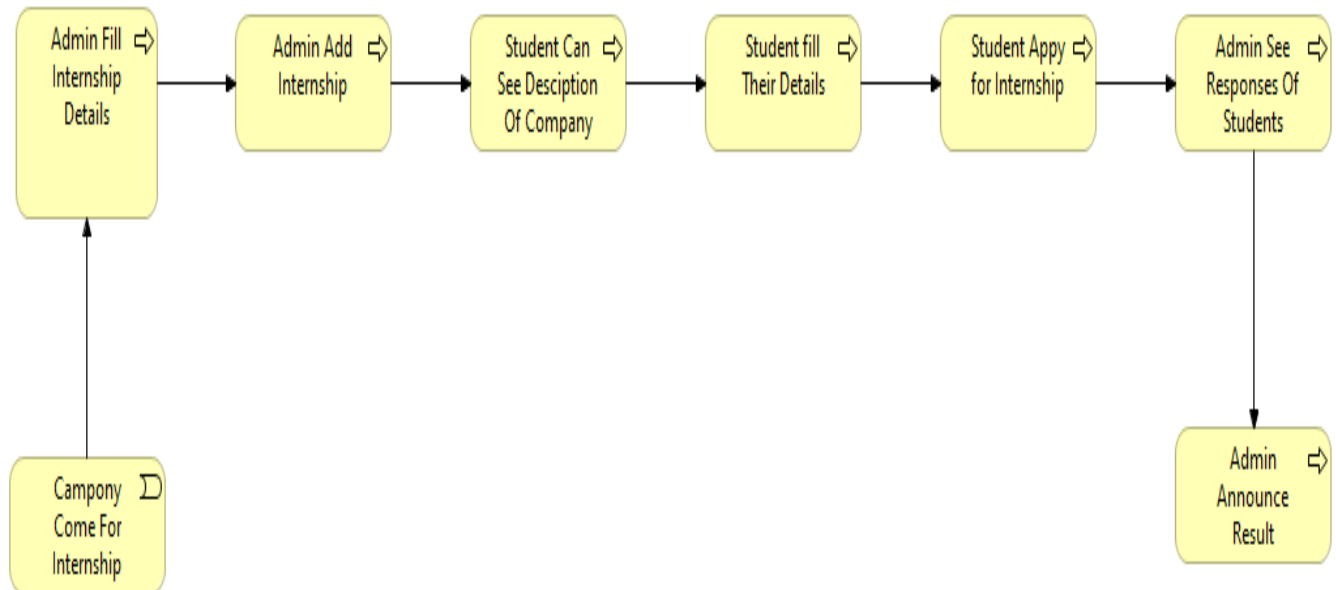 Admin Fill
Internship
Details
Admin Add
Internship
Student Can
See Desciption
Of Company
Student fill
Their Details
Student Appy
for Internship
Admin See
Responses Of
Students
Campony
Come For
Internship
Admin
Announce
Result